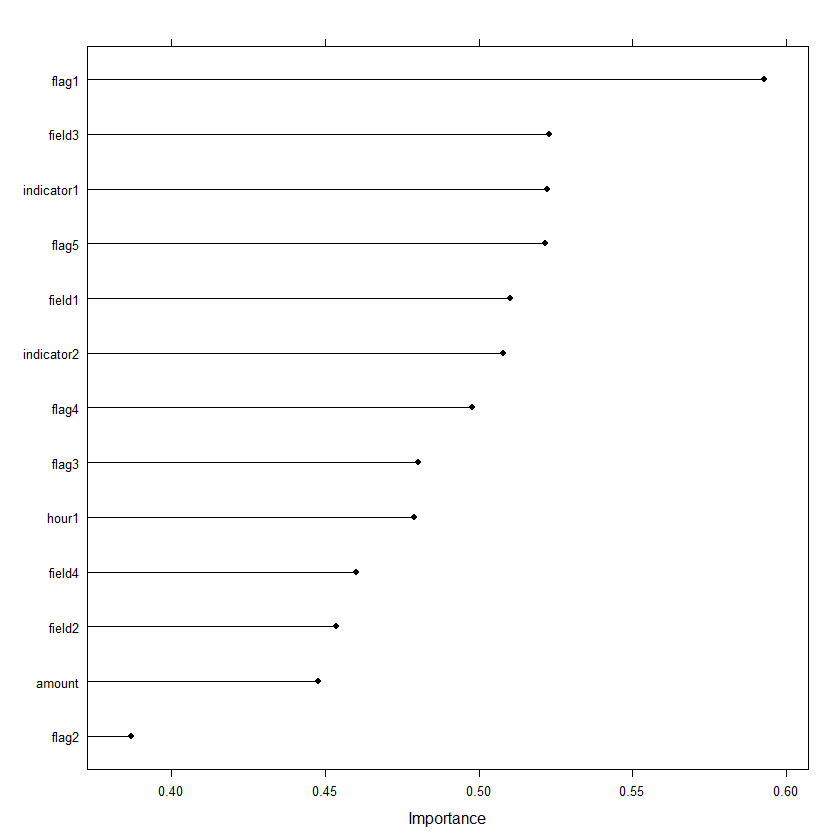 flag1
field3
indicator1
flag5
field1
indicator2
flag4
flag3
hour1
field4
field2
amount
flag2
0.40 0.45 0.50 0.55 0.60
Importance